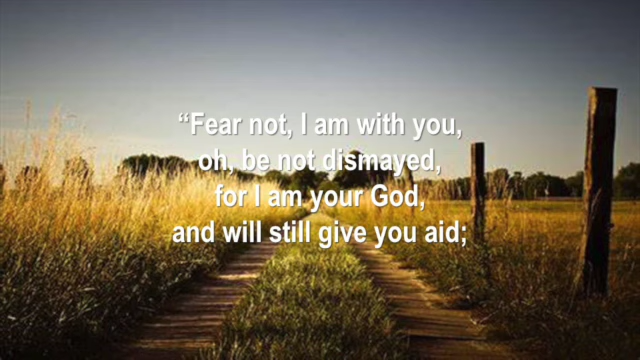 “Fear not, I am with you,
oh, be not dismayed,
for I am your God,
and will still give you aid;